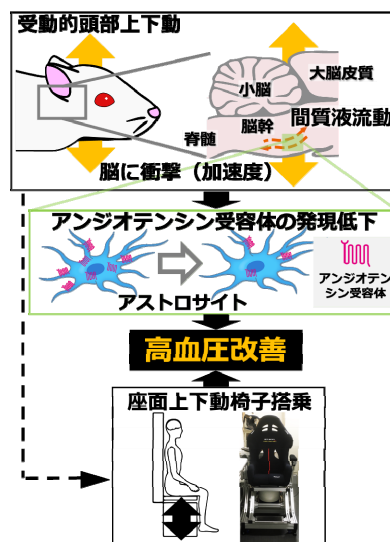 受動的頭部上下動
大脳皮質
小脳
間質液流動
脳幹
脊髄
脳に衝撃（加速度）
アンジオテンシン受容体の発現低下
アストロサイト
アンジオテン
シン受容体
高血圧改善
座面上下動椅子搭乗